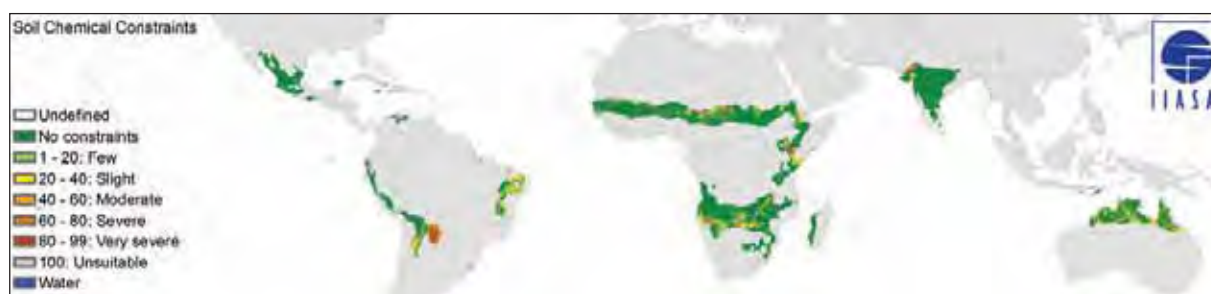 Soil Chemical Constraints
Undefined
No constraints
1 - 20: Few
20 - 40: Slight
40 - 60: Moderate
60 - 80: Severe
80 - 99: Very severe
100: Unsuitable
Water
IIASA